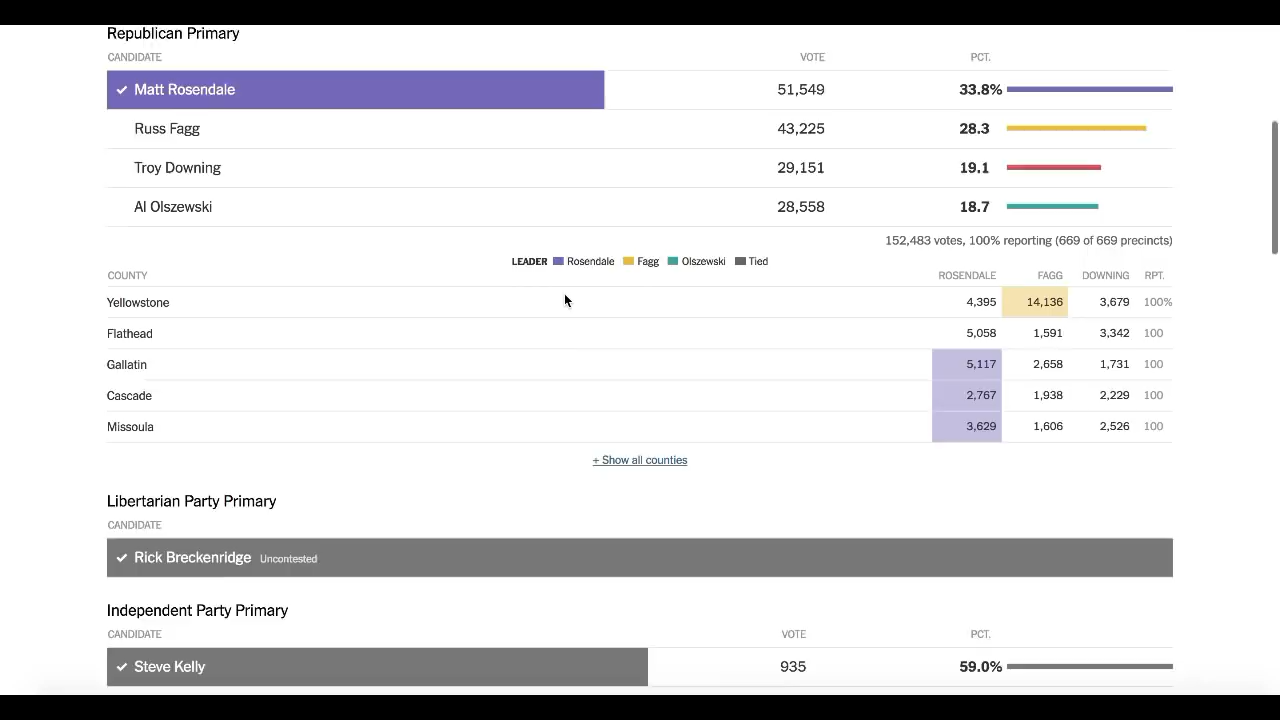 Republican Primary
CANDIDATE VOTE PCT.
✓ Matt Rosendale 51,549 33.8%
Russ Fagg 43,225 28.3
Troy Downing 29,151 19.1
Al Olszewski 28,558 18.7
152,483 votes, 100% reporting (669 of 669 precincts)
LEADER Rosendale Fagg Olszewski Tied
COUNTY ROSENDALE FAGG DOWNING RPT.
Yellowstone 4,395 14,136 3,679 100%
Flathead 5,058 1,591 3,342 100
Gallatin 5,117 2,658 1,731 100
Cascade 2,767 1,938 2,229 100
Missoula 3,629 1,606 2,526 100
+ Show all counties
Libertarian Party Primary
CANDIDATE
✓ Rick Breckenridge Uncontested
Independent Party Primary
CANDIDATE VOTE PCT.
✓ Steve Kelly 935 59.0%